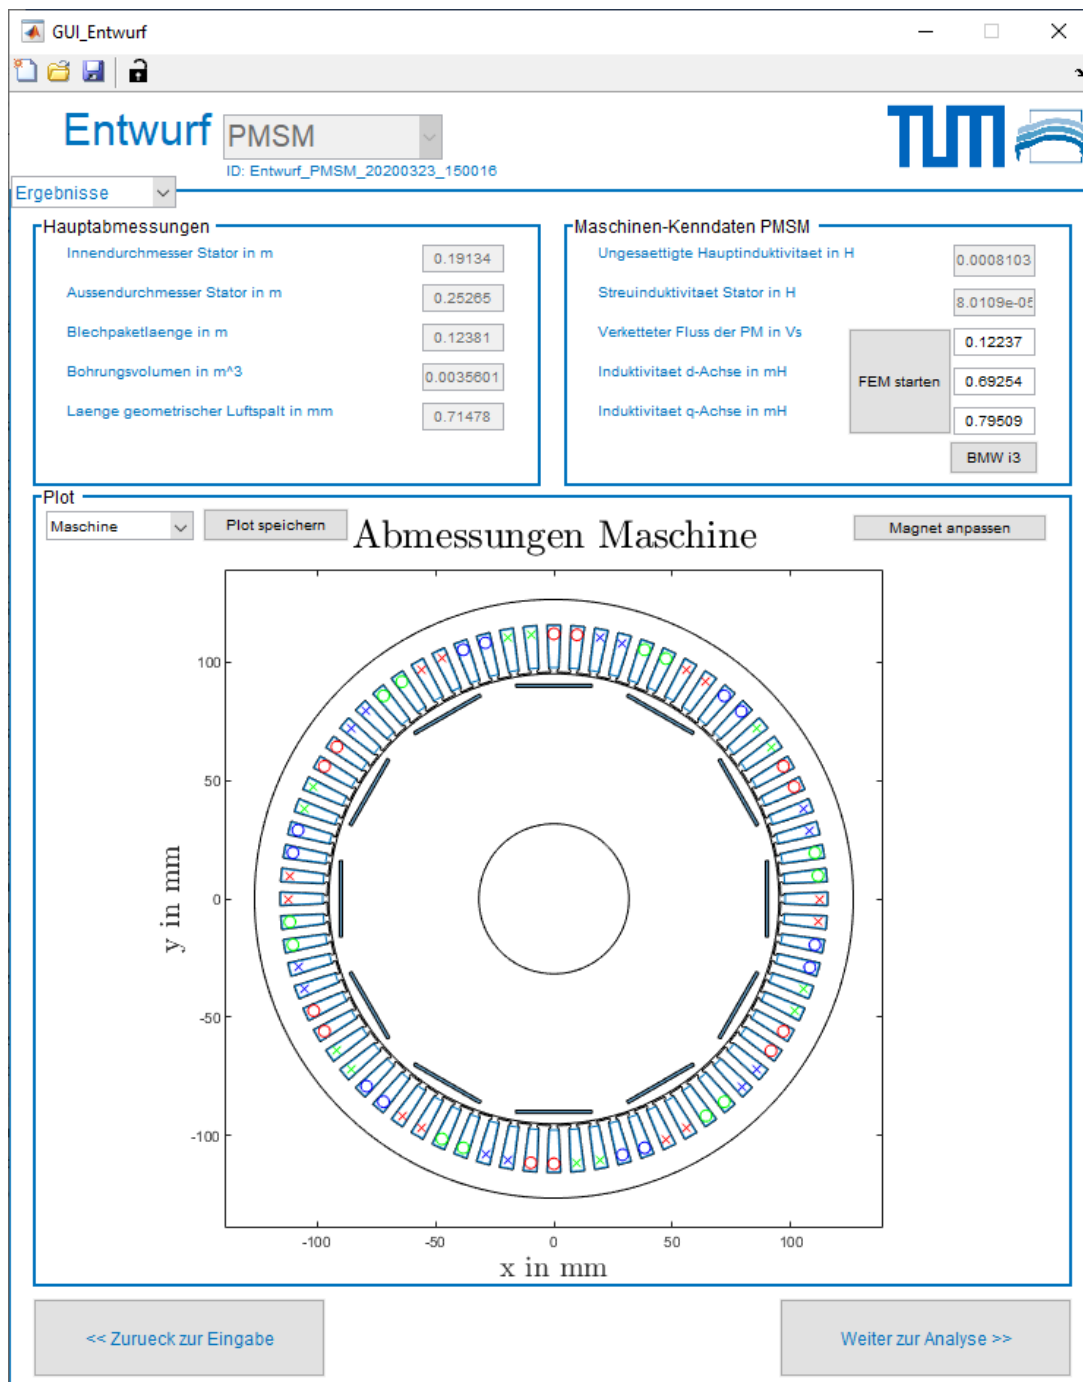 GUI_Entwurf
Entwurf PMSM
TUM
ID: Entwurf_PMSM_20200323_150016
Ergebnisse
Hauptabmessungen
Innendurchmesser Stator in m 0.19134
Aussendurchmesser Stator in m 0.25265
Blechpaketlaenge in m 0.12381
Bohrungsvolumen in m^3 0.0035601
Laenge geometrischer Luftspalt in mm 0.71478
Maschinen-Kenndaten PMSM
Ungesaettigte Hauptinduktivitaet in H 0.0008103
Streuinduktivitaet Stator in H 8.0109e-05
Verketteter Fluss der PM in Vs 0.12237
Induktivitaet d-Achse in mH FEM starten 0.69254
Induktivitaet q-Achse in mH 0.79509
BMW i3
Plot
Maschine Plot speichern Abmessungen Maschine Magnet anpassen
100
50
0
-50
-100
y in mm
-100 -50 0 50 100
x in mm
<< Zurueck zur Eingabe Weiter zur Analyse >>